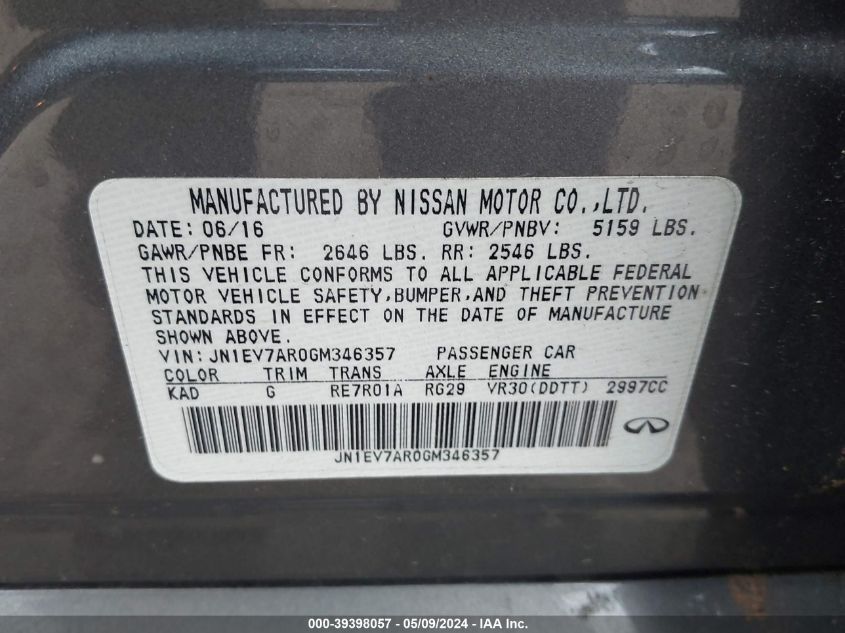 MANUFACTURED BY NISSAN MOTOR CO.,LTD.
DATE: 06/16 GVWR/PNBV: 5159 LBS.
GAWR/PNBE FR: 2646 LBS. RR: 2546 LBS.
THIS VEHICLE CONFORMS TO ALL APPLICABLE FEDERAL
MOTOR VEHICLE SAFETY,BUMPER,AND THEFT PREVENTION
STANDARDS IN EFFECT ON THE DATE OF MANUFACTURE
SHOWN ABOVE.
VIN: JN1EV7AR0GM346357 PASSENGER CAR
COLOR TRIM TRANS AXLE ENGINE
KAD G RE7R01A RG29 VR30(DDTT) 2997CC
JN1EV7AR0GM346357
000-39398057 - 05/09/2024 - IAA Inc.